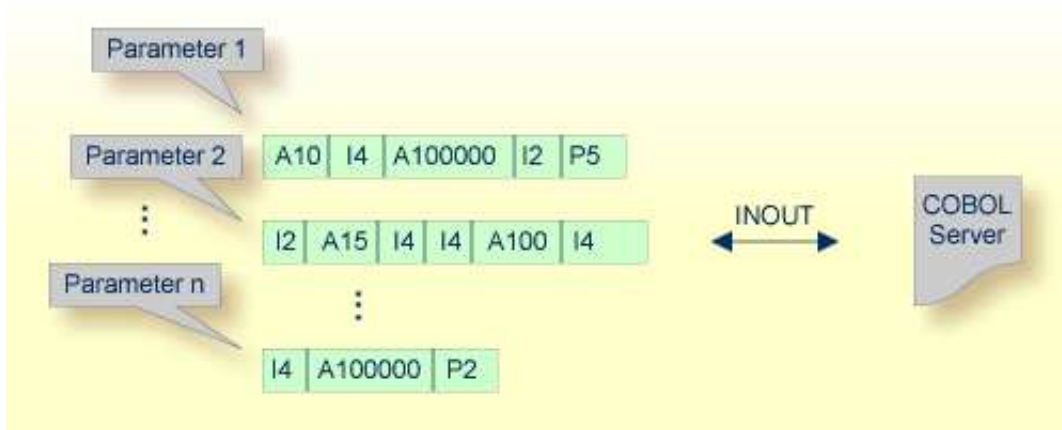 Parameter 1
Parameter 2
A10 I4 A100000 I2 P5
INOUT
COBOL
Server
I2 A15 I4 I4 A100 I4
Parameter n
I4 A100000 P2